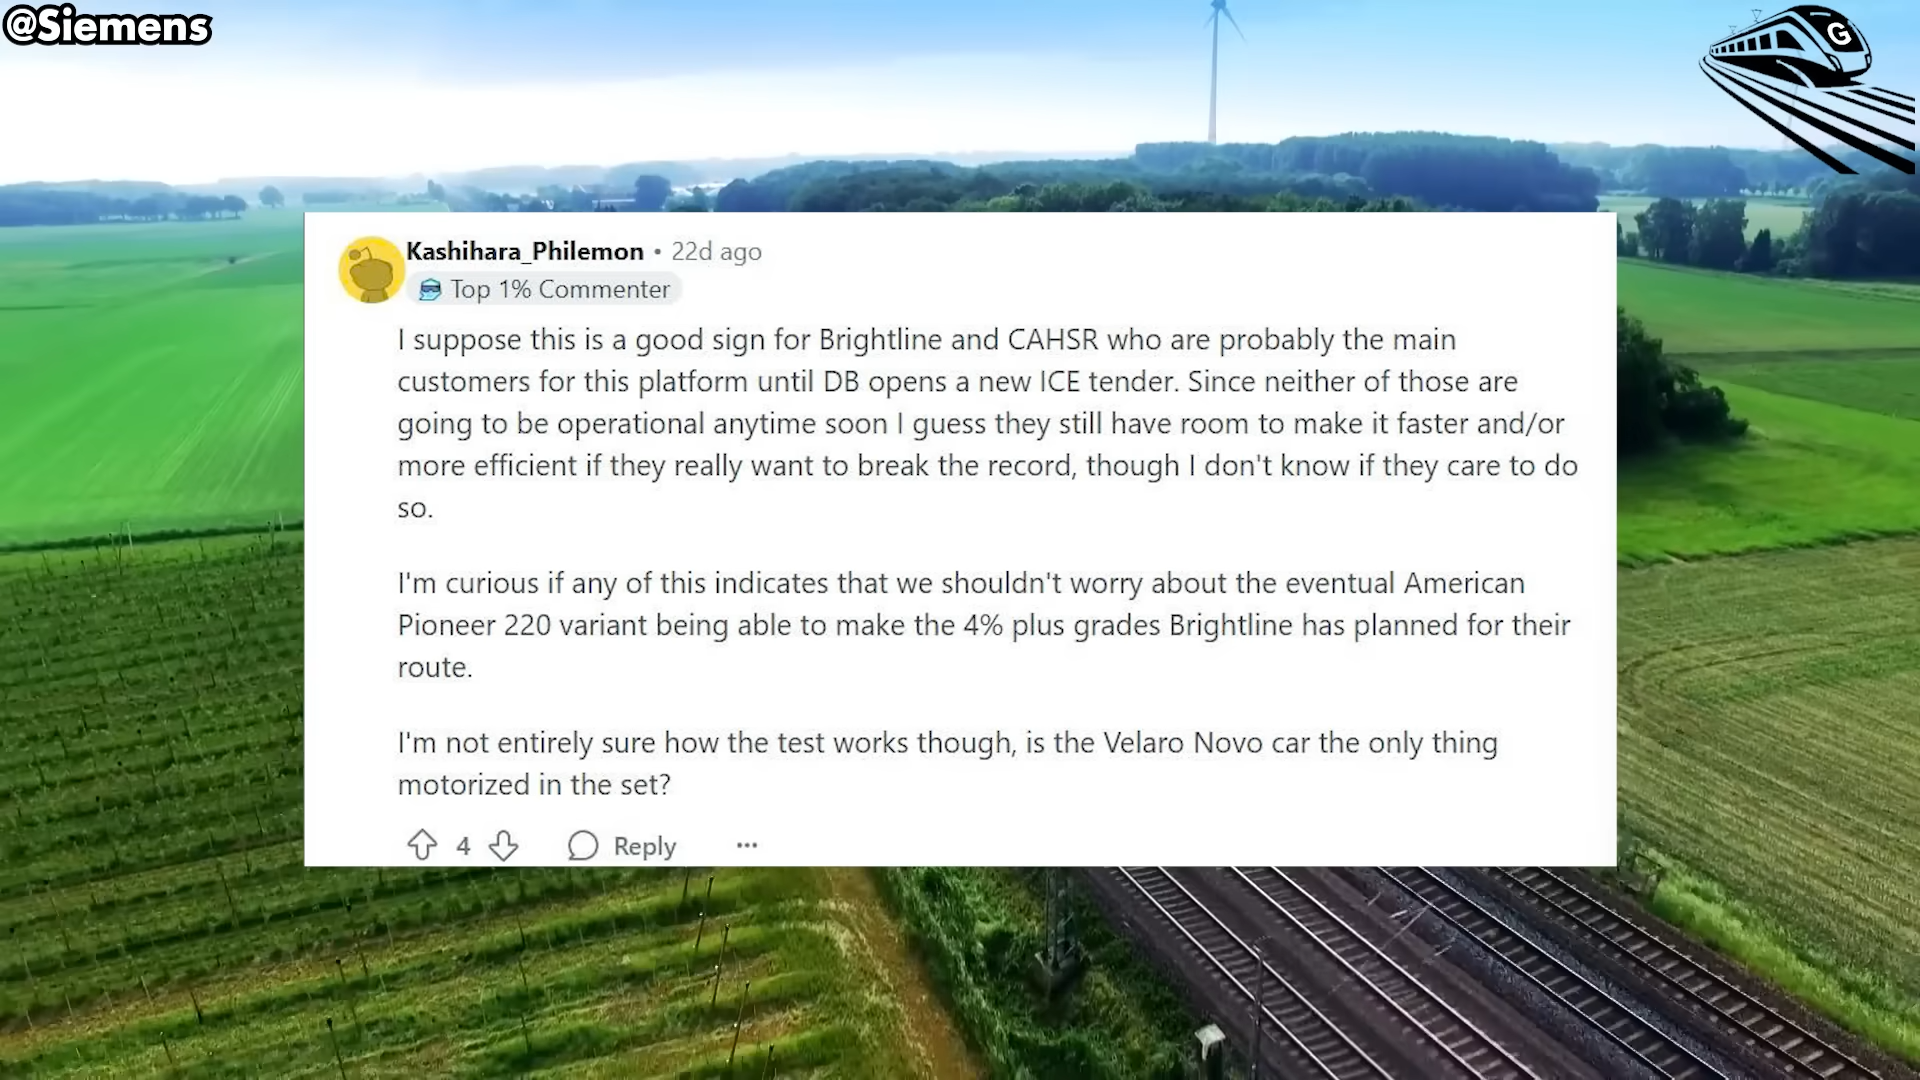 @Siemens
G
Kashihara_Philemon • 22d ago
Top 1% Commenter
I suppose this is a good sign for Brightline and CAHSR who are probably the main
customers for this platform until DB opens a new ICE tender. Since neither of those are
going to be operational anytime soon I guess they still have room to make it faster and/or
more efficient if they really want to break the record, though I don't know if they care to do
so.
I'm curious if any of this indicates that we shouldn't worry about the eventual American
Pioneer 220 variant being able to make the 4% plus grades Brightline has planned for their
route.
I'm not entirely sure how the test works though, is the Velaro Novo car the only thing
motorized in the set?
4 Reply ...